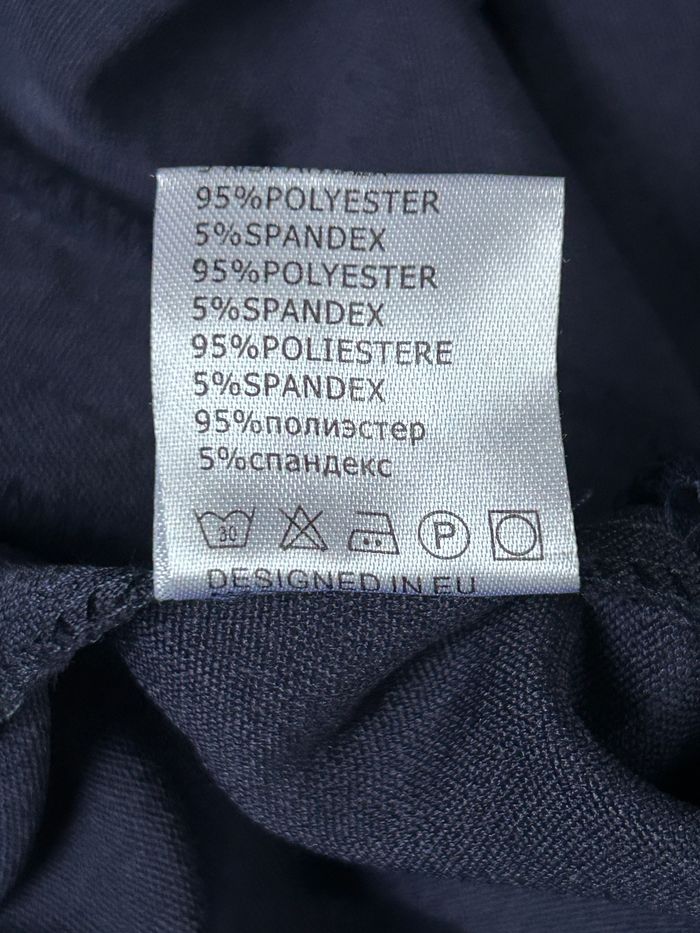 95%POLYESTER
5%SPANDEX
95%POLYESTER
5%SPANDEX
95%POLIESTERE
5%SPANDEX
95%полиэстер
5%спандекс
30 P
DESIGNED IN EU